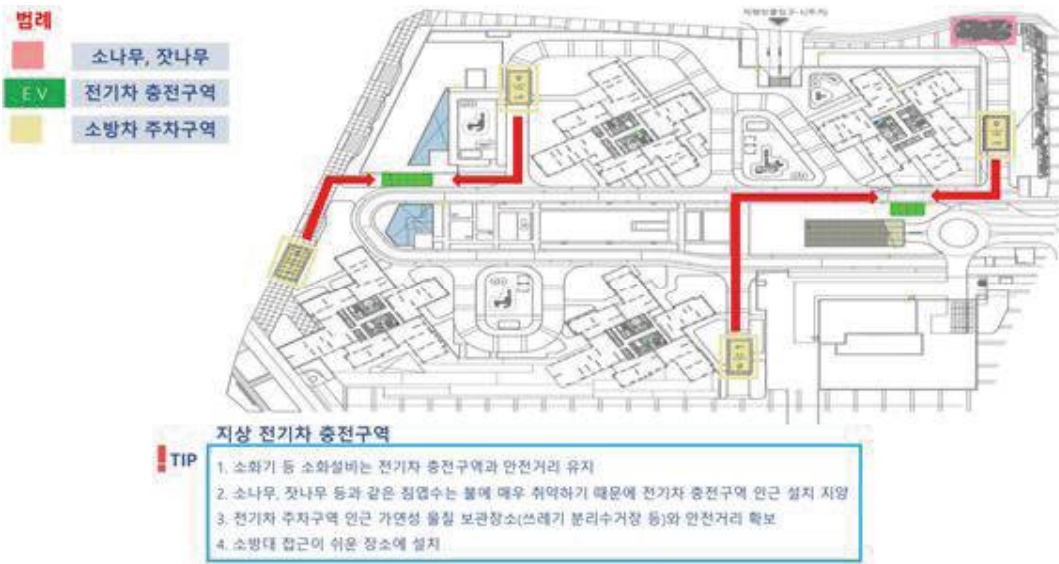 범례
소나무, 잣나무
EV 전기차 충전구역
소방차 주차구역
지상 전기차 충전구역
TIP
1. 소화기 등 소화설비는 전기차 충전구역과 안전거리 유지
2. 소나무, 잣나무 등과 같은 침엽수는 불에 매우 취약하기 때문에 전기차 충전구역 인근 설치 지양
3. 전기차 주차구역 인근 가연성 물질 보관장소(쓰레기 분리수거장 등)와 안전거리 확보
4. 소방대 접근이 쉬운 장소에 설치